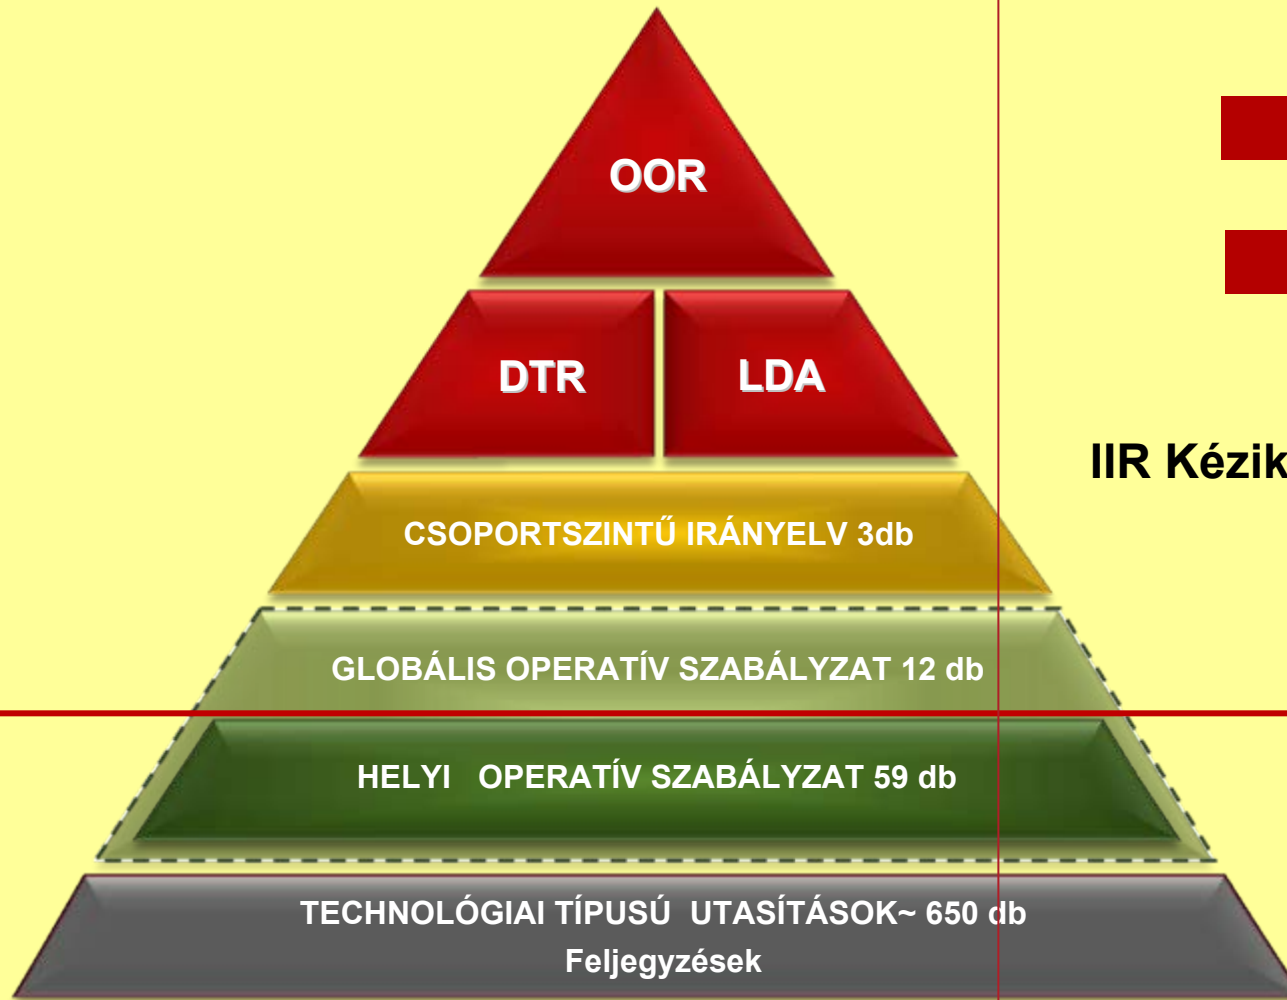 OOR
DTR
LDA
IIR Kézik
CSOPORTSZINTŰ IRÁNYELV 3db
GLOBÁLIS OPERATÍV SZABÁLYZAT 12 db
HELYI OPERATÍV SZABÁLYZAT 59 db
TECHNOLÓGIAI TÍPUSÚ UTASÍTÁSOK~ 650 db
Feljegyzések